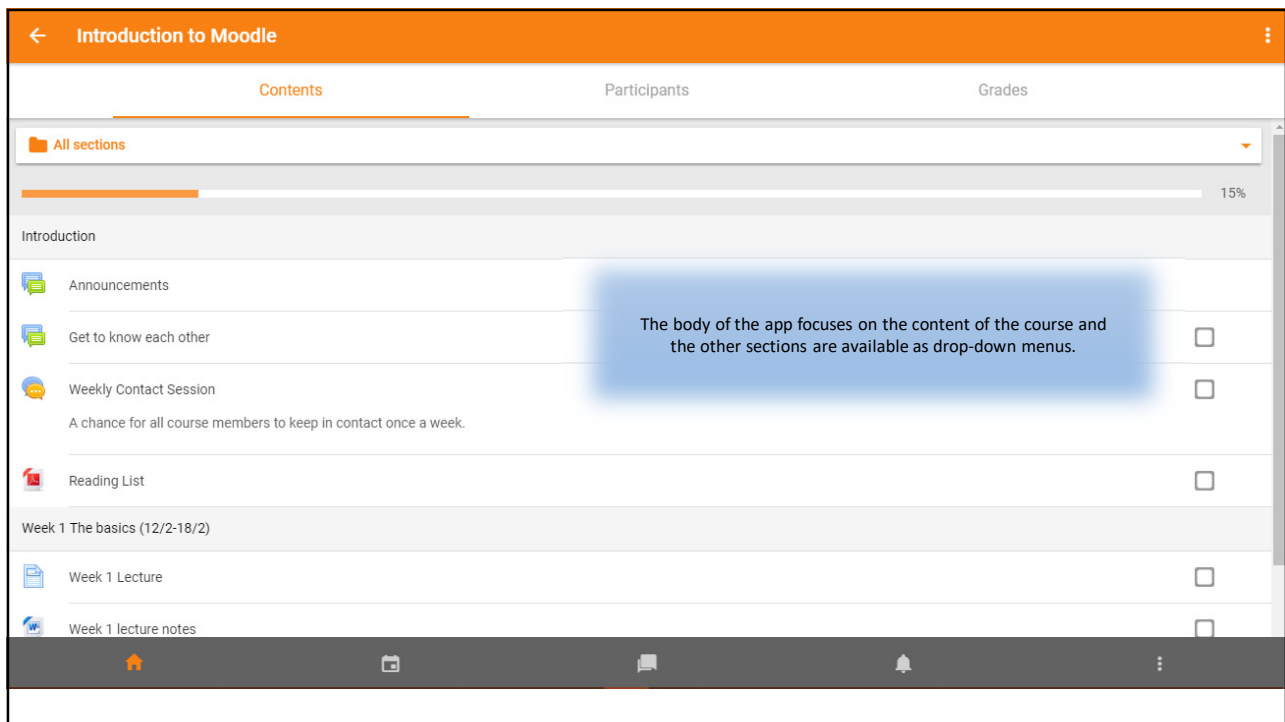 Introduction to Moodle
Contents Participants Grades
All sections
15%
Introduction
Announcements
The body of the app focuses on the content of the course and
the other sections are available as drop-down menus.
Get to know each other
Weekly Contact Session
A chance for all course members to keep in contact once a week.
Reading List
Week 1 The basics (12/2-18/2)
Week 1 Lecture
Week 1 lecture notes